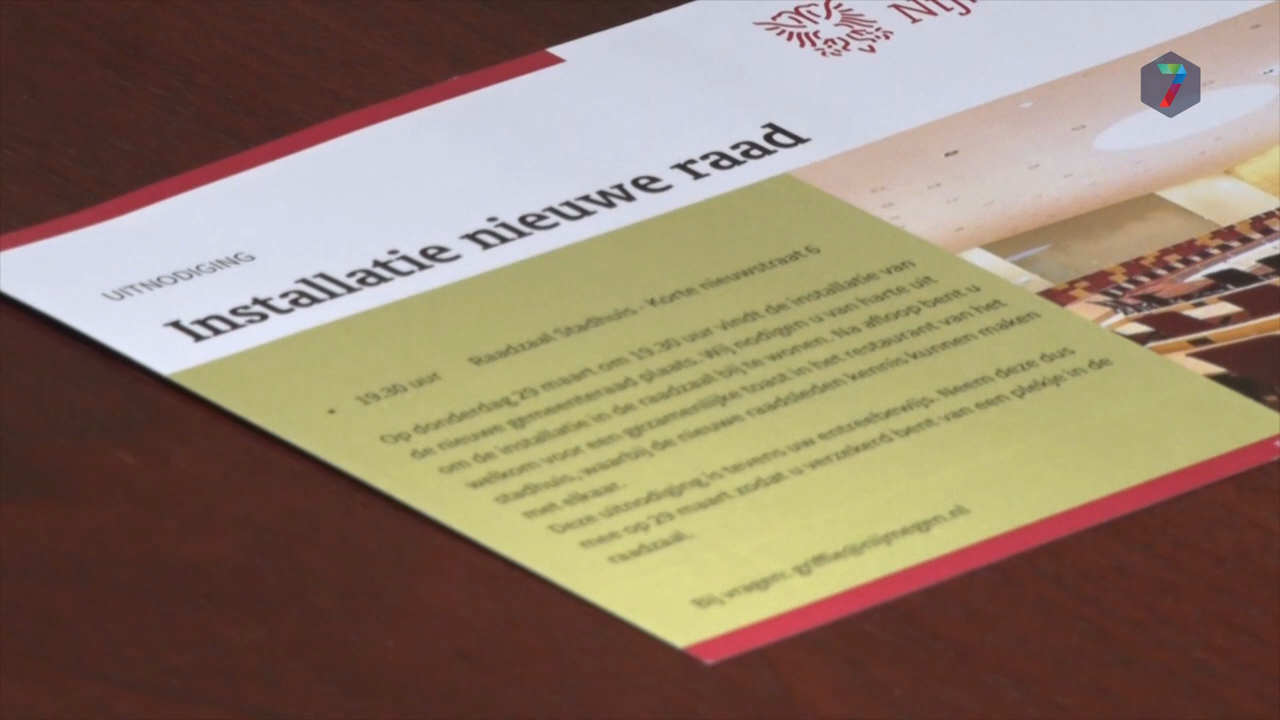 Nij
7
UITNODIGING
Installatie nieuwe raad
• 19.30 uur Raadzaal Stadhuis - Korte nieuwstraat 6
Op donderdag 29 maart om 19.30 uur vindt de installatie van
de nieuwe gemeenteraad plaats. Wij nodigen u van harte uit
om de installatie in de raadzaal bij te wonen. Na afloop bent u
welkom voor een gezamenlijke toast in het restaurant van het
stadhuis, waarbij de nieuwe raadsleden kennis kunnen maken
met elkaar.
Deze uitnodiging is tevens uw entreebewijs. Neem deze dus
mee op 29 maart zodat u verzekerd bent van een plekje in de
raadzaal.
Bij vragen: griffie@nijmegen.nl